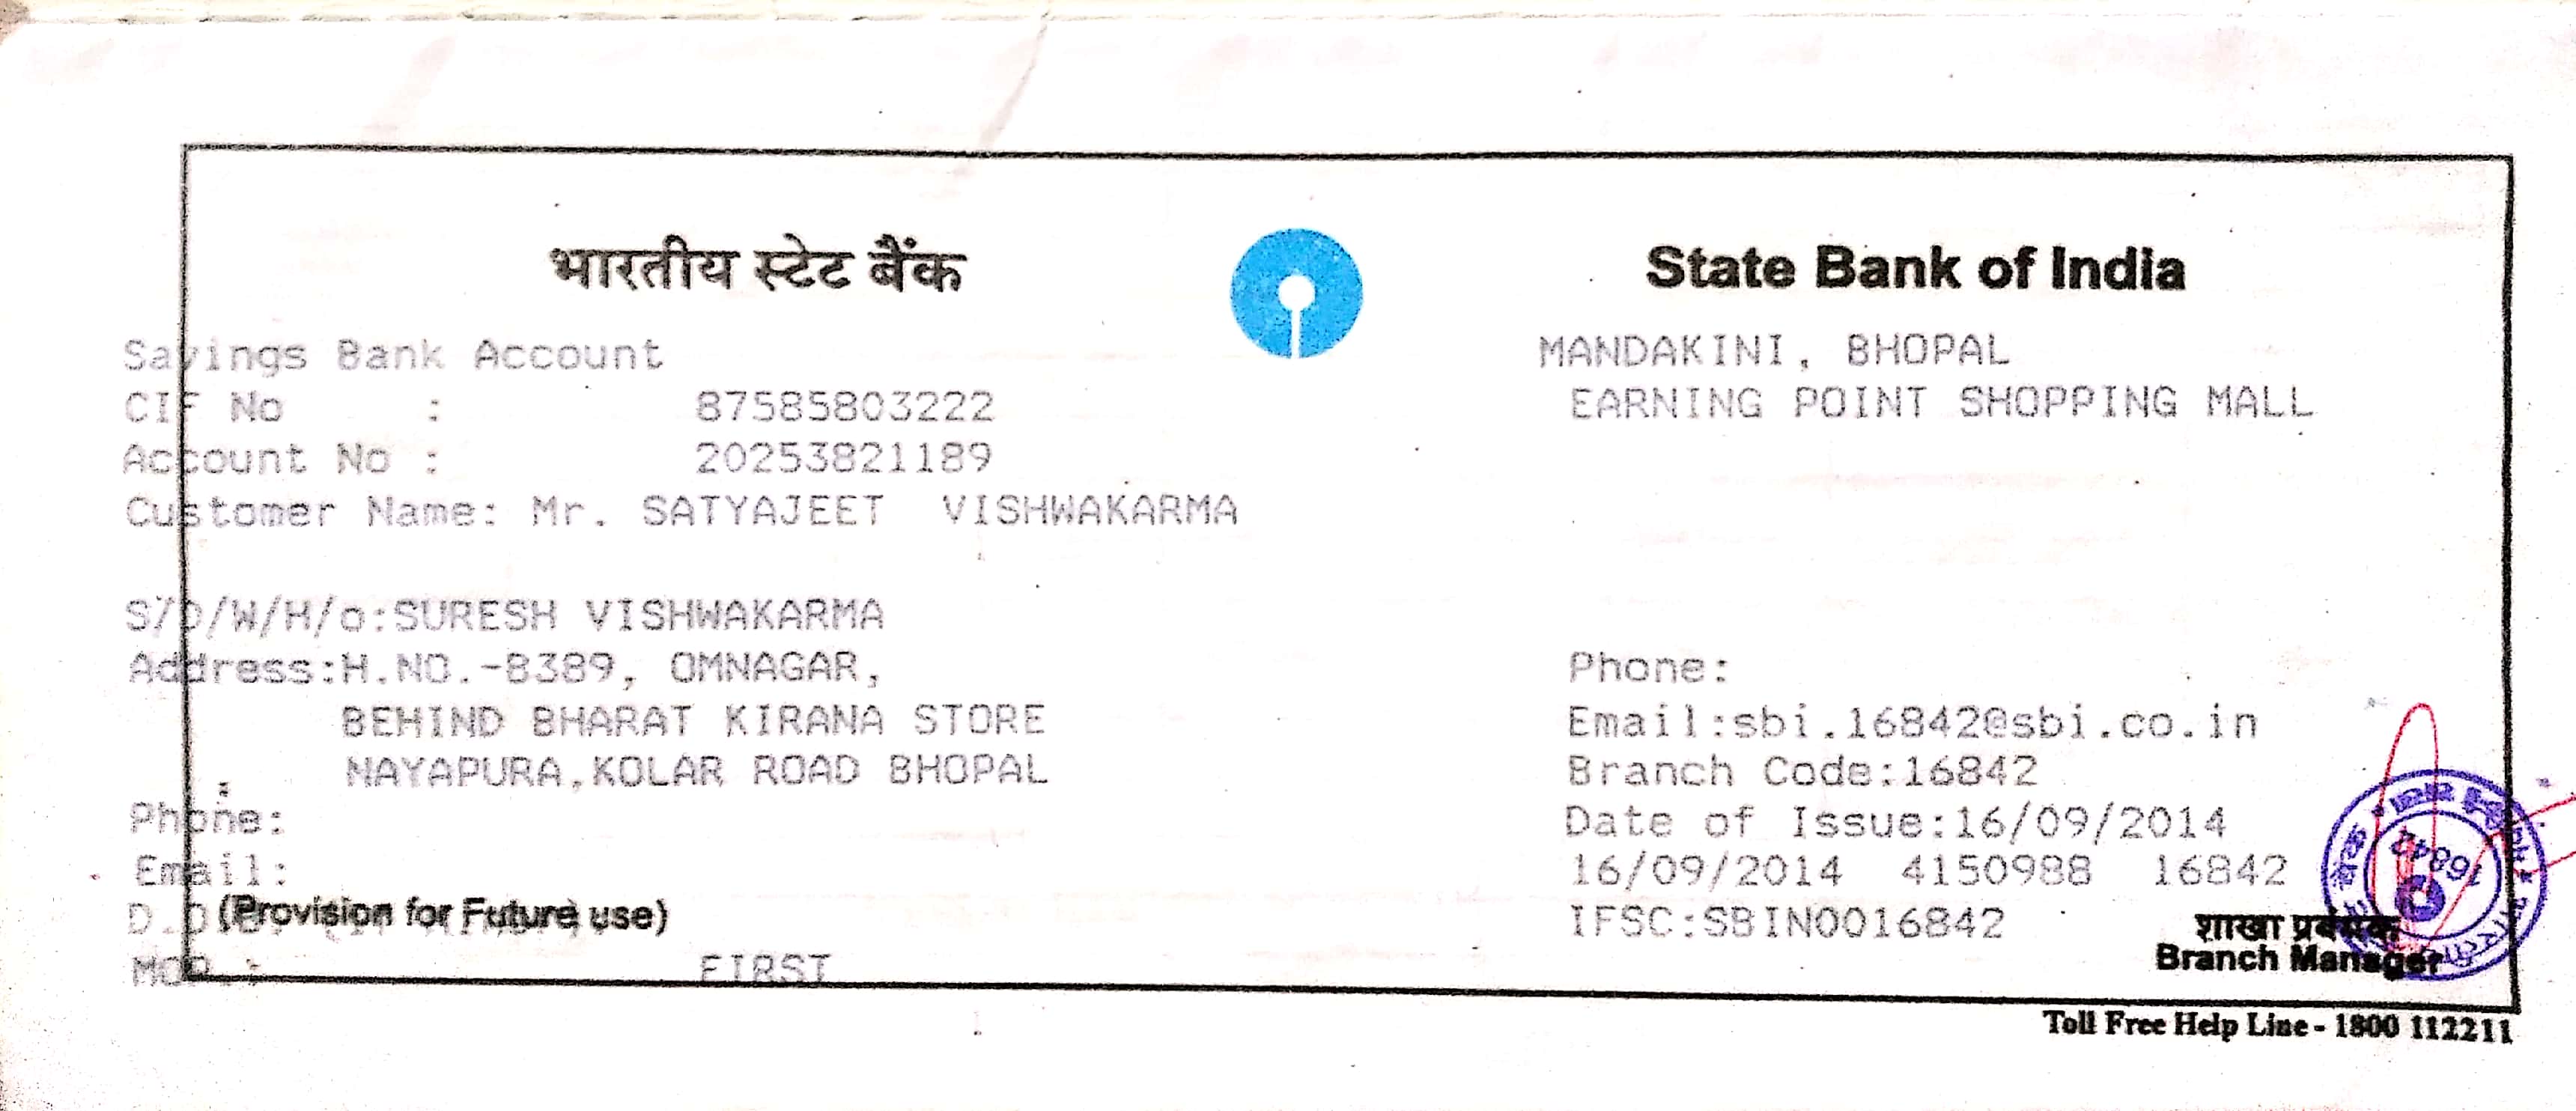 भारतीय स्टेट बैंक
State Bank of India
Savings Bank Account
CIF No : 87585803222
Account No : 20253821189
Customer Name: Mr. SATYAJEET VISHWAKARMA
S/D/W/H/o:SURESH VISHWAKARMA
Address:H.NO.-B389, OMNAGAR,
BEHIND BHARAT KIRANA STORE
NAYAPURA,KOLAR ROAD BHOPAL
Phone:
Email:
(Provision for Future use)
MOP.: FIRST
MANDAKINI, BHOPAL
EARNING POINT SHOPPING MALL
Phone:
Email:sbi.16842@sbi.co.in
Branch Code:16842
Date of Issue:16/09/2014
16/09/2014 4150988 16842
IFSC:SBIN0016842
16842
शाखा प्रबंधक
Branch Manager
Toll Free Help Line - 1800 112211